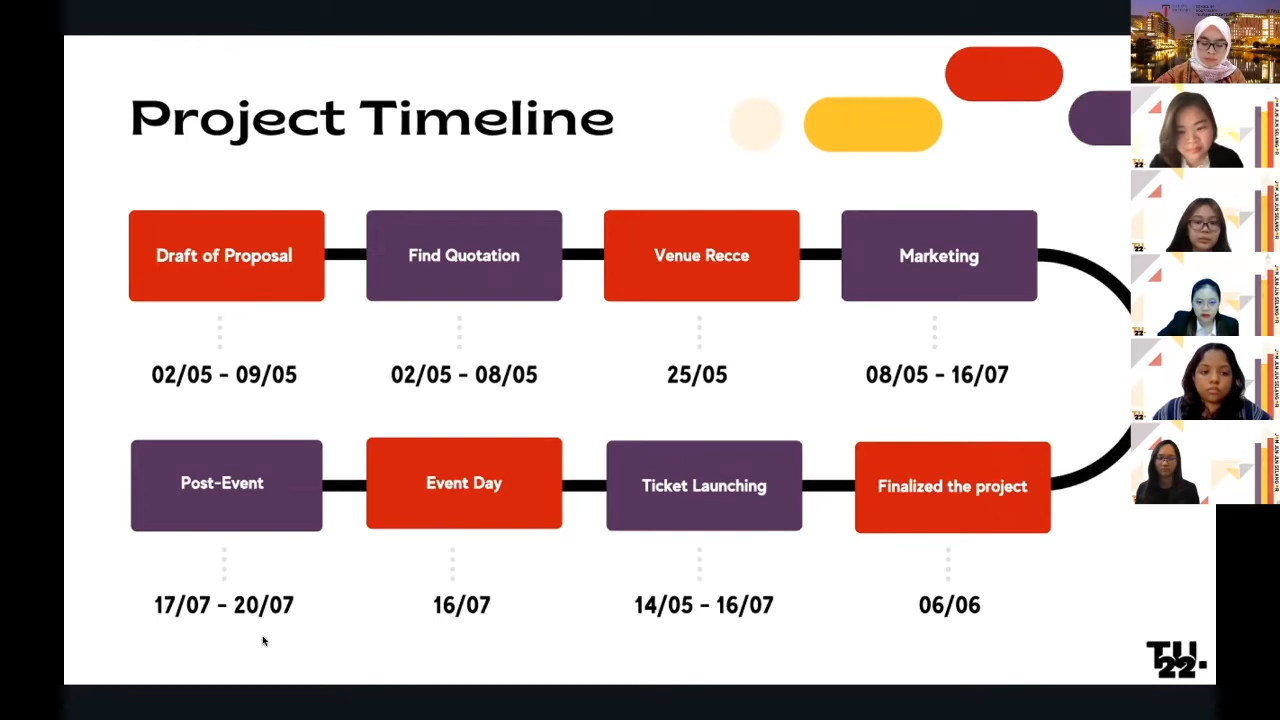 Project Timeline
Draft of Proposal
Find Quotation
Venue Recce
Marketing
02/05 - 09/05
02/05 - 08/05
25/05
08/05 - 16/07
Post-Event
Event Day
Ticket Launching
Finalized the project
17/07 - 20/07
16/07
14/05 - 16/07
06/06
TU
22.